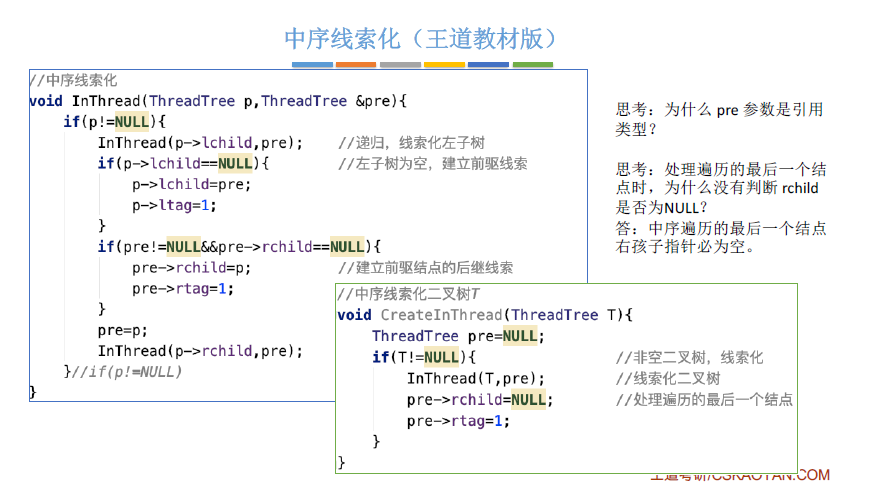 中序线索化（王道教材版）
//中序线索化
void InThread(ThreadTree p,ThreadTree &pre){
if(p!=NULL){
InThread(p->lchild,pre); //递归，线索化左子树
if(p->lchild==NULL){ //左子树为空，建立前驱线索
p->lchild=pre;
p->ltag=1;
}
if(pre!=NULL&&pre->rchild==NULL){
pre->rchild=p; //建立前驱结点的后继线索
pre->rtag=1;
}
pre=p;
InThread(p->rchild,pre);
}//if(p!=NULL)
}
//中序线索化二叉树T
void CreateInThread(ThreadTree T){
ThreadTree pre=NULL;
if(T!=NULL){ //非空二叉树，线索化
InThread(T,pre); //线索化二叉树
pre->rchild=NULL; //处理遍历的最后一个结点
pre->rtag=1;
}
}
思考：为什么 pre 参数是引用
类型？
思考：处理遍历的最后一个结
点时，为什么没有判断 rchild
是否为NULL？
答：中序遍历的最后一个结点
右孩子指针必为空。
王道考研/CSKAOYAN.COM